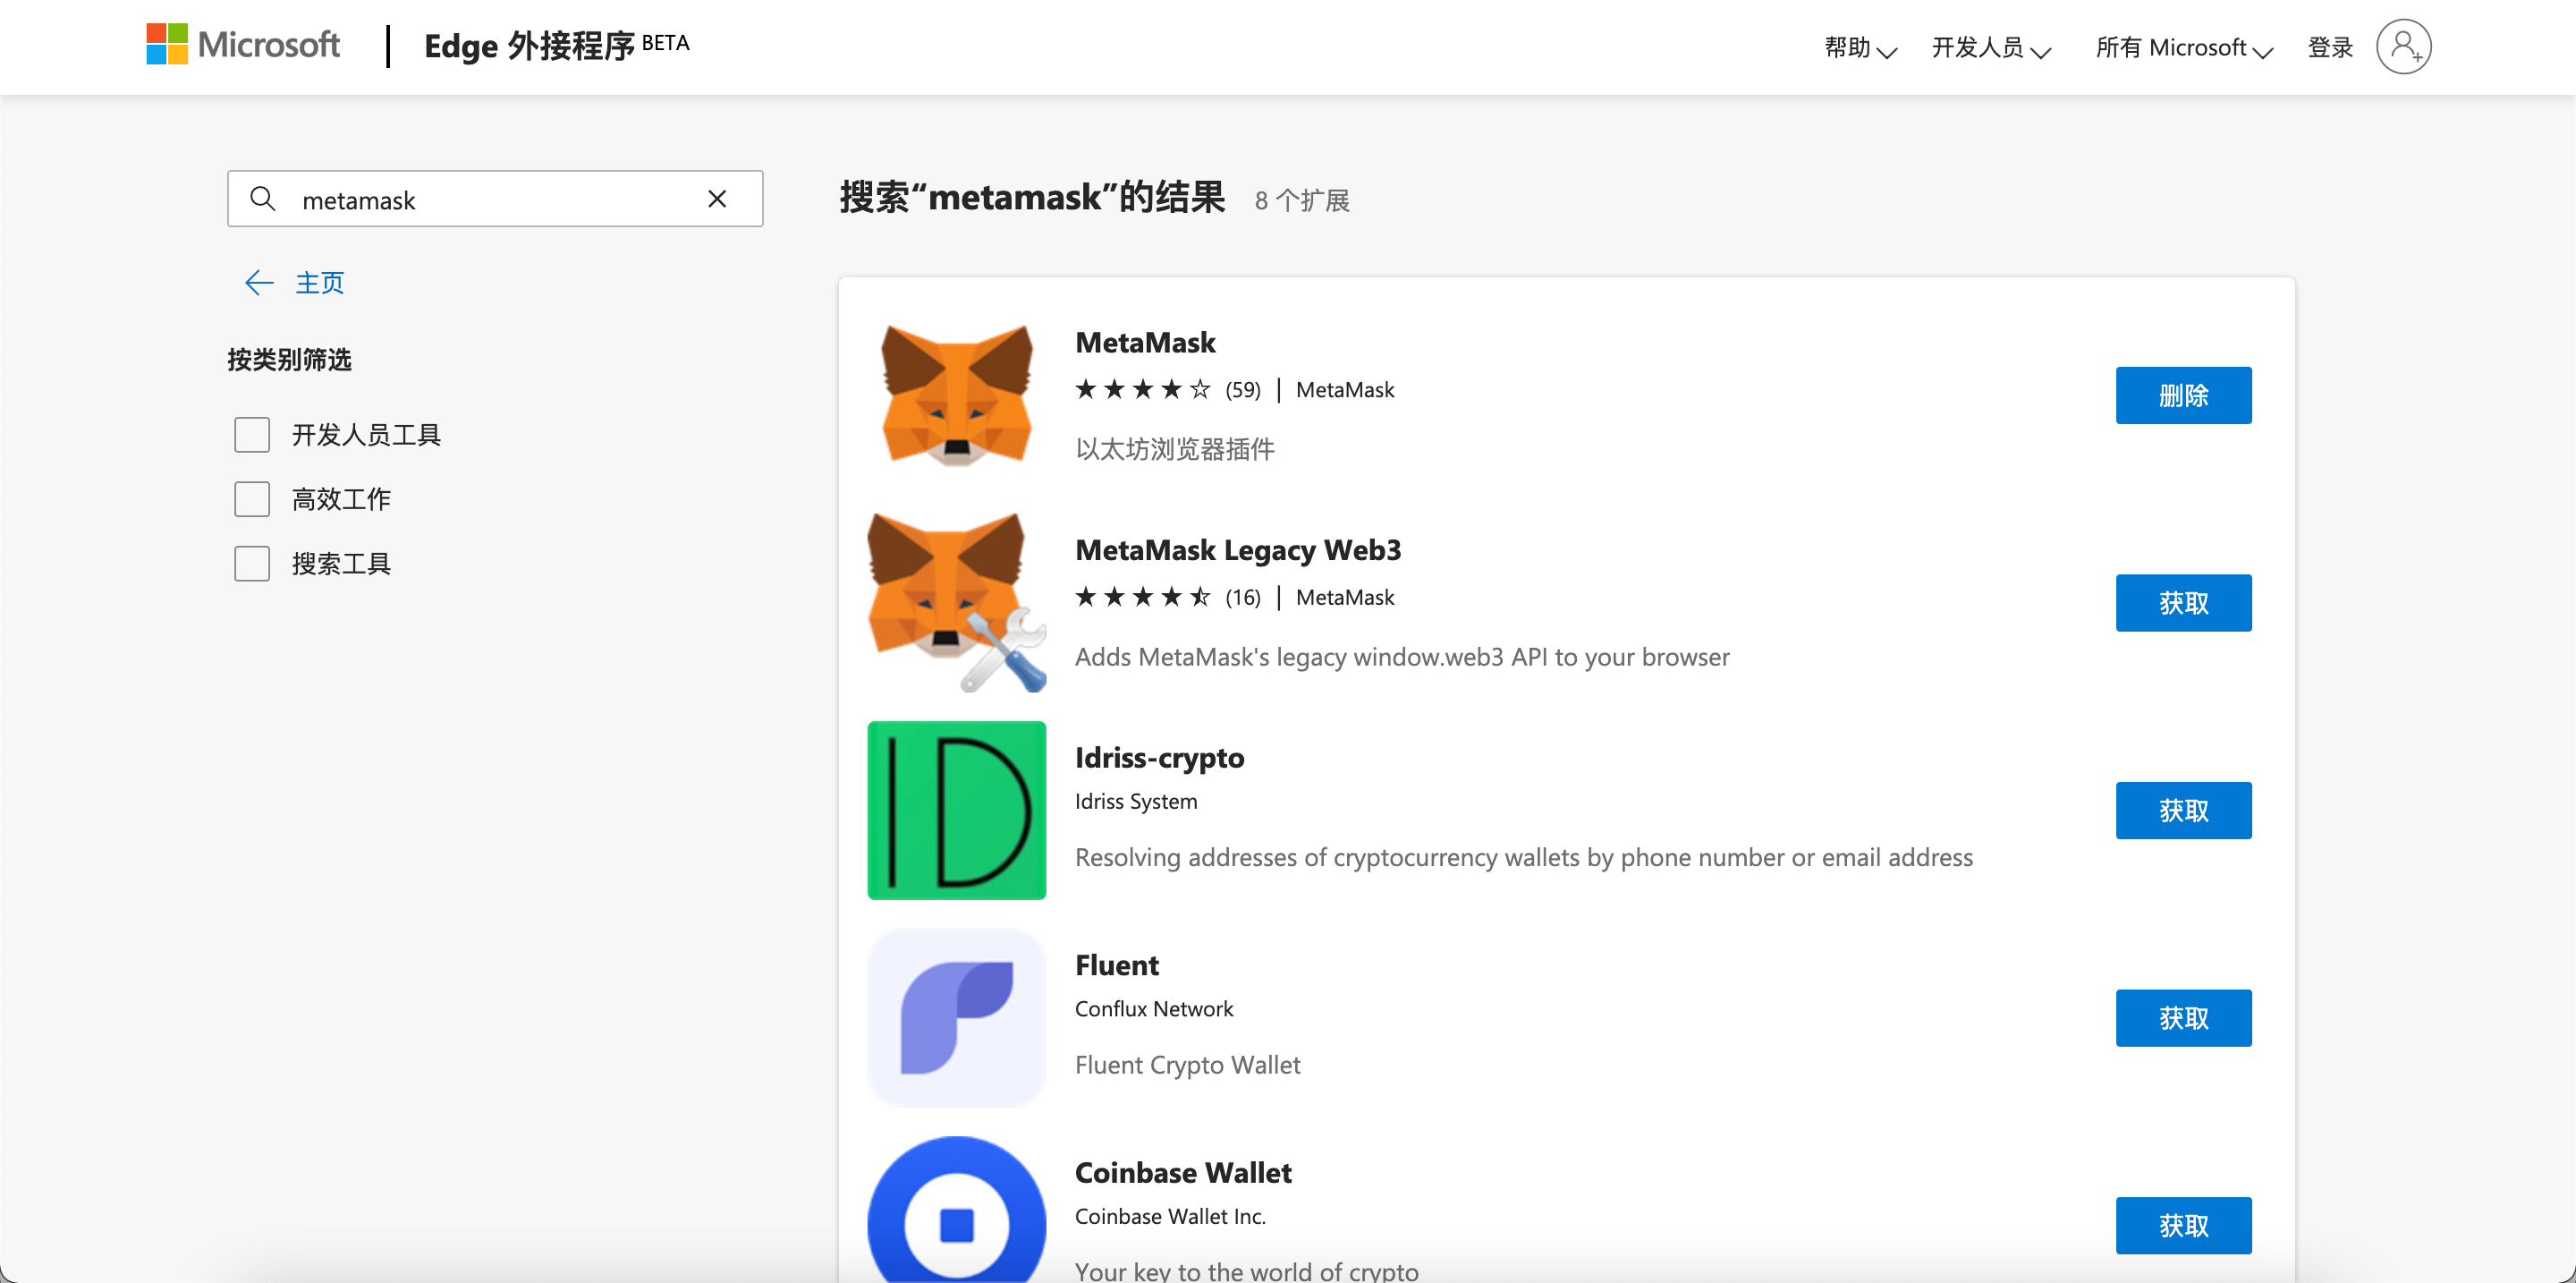 Microsoft
Edge 外接程序 BETA
帮助
开发人员
所有 Microsoft
登录
metamask
主页
按类别筛选
开发人员工具
高效工作
搜索工具
搜索“metamask”的结果 8 个扩展
MetaMask
(59) | MetaMask
以太坊浏览器插件
删除
MetaMask Legacy Web3
(16) | MetaMask
Adds MetaMask's legacy window.web3 API to your browser
获取
ID
Idriss-crypto
Idriss System
Resolving addresses of cryptocurrency wallets by phone number or email address
获取
Fluent
Conflux Network
Fluent Crypto Wallet
获取
Coinbase Wallet
Coinbase Wallet Inc.
Your key to the world of crypto
获取